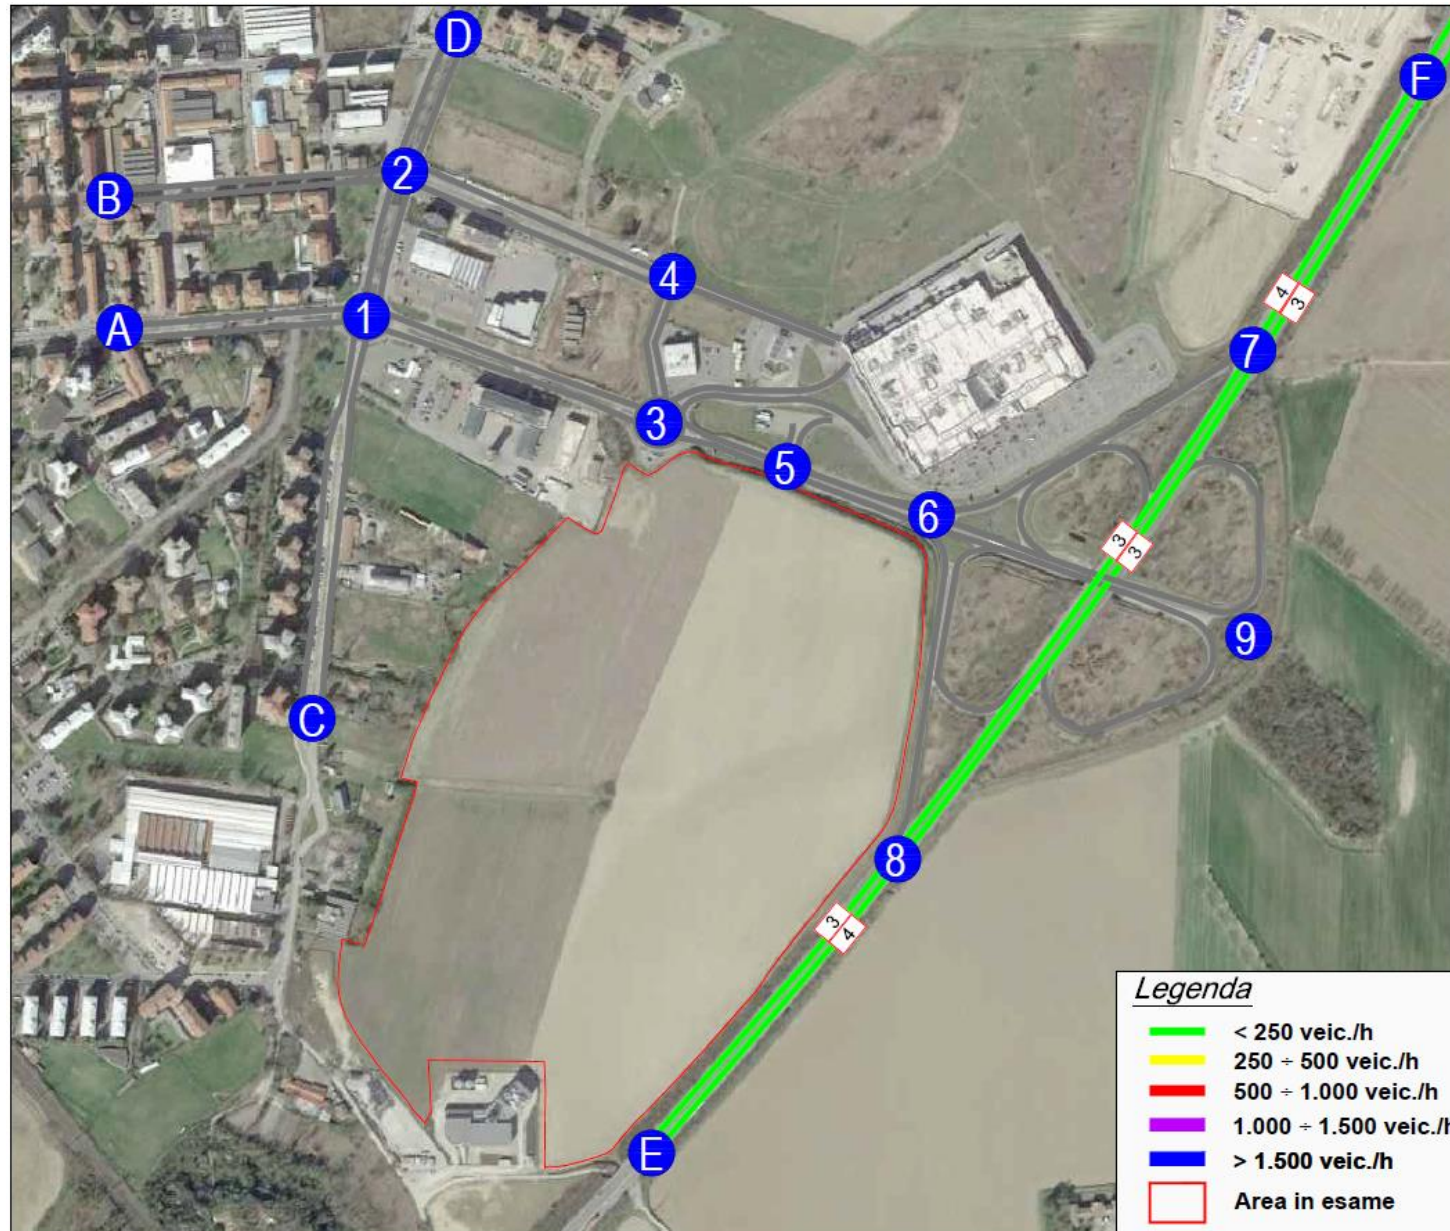 D
F
B
2
4
A
1
4
3
7
3
5
6
3
3
9
C
8
3
4
E
Legenda
< 250 veic./h
250 ÷ 500 veic./h
500 ÷ 1.000 veic./h
1.000 ÷ 1.500 veic./h
> 1.500 veic./h
Area in esame